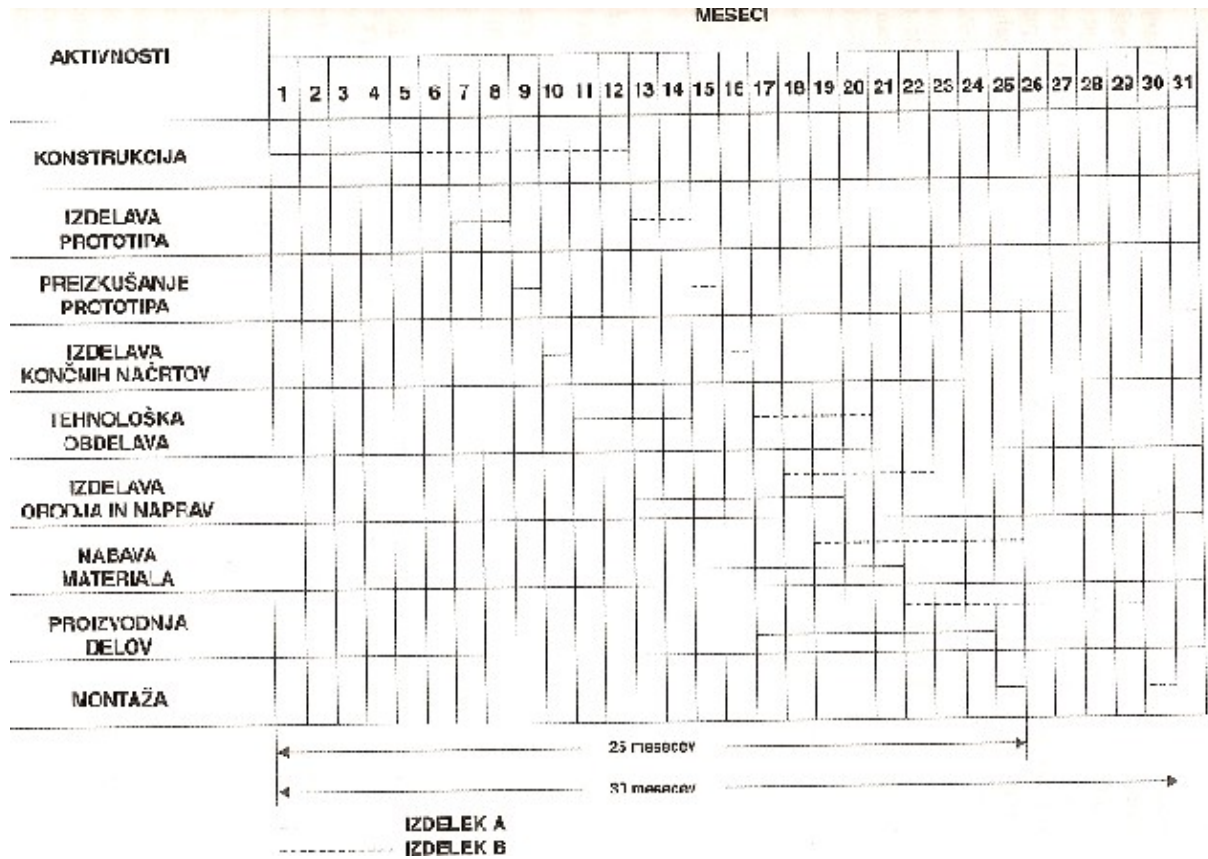 MESECI
AKTIVNOSTI
1 2 3 4 5 6 7 8 9 10 11 12 13 14 15 16 17 18 19 20 21 22 23 24 25 26 27 28 29 30 31
KONSTRUKCIJA
IZDELAVA
PROTOTIPA
PREIZKUŠANJE
PROTOTIPA
IZDELAVA
KONČNIH NAČRTOV
TEHNOLOŠKA
OBDELAVA
IZDELAVA
ORODJA IN NAPRAV
NABAVA
MATERIALA
PROIZVODNJA
DELOV
MONTAŽA
25 mesecev
30 mesecev
IZDELEK A
IZDELEK B